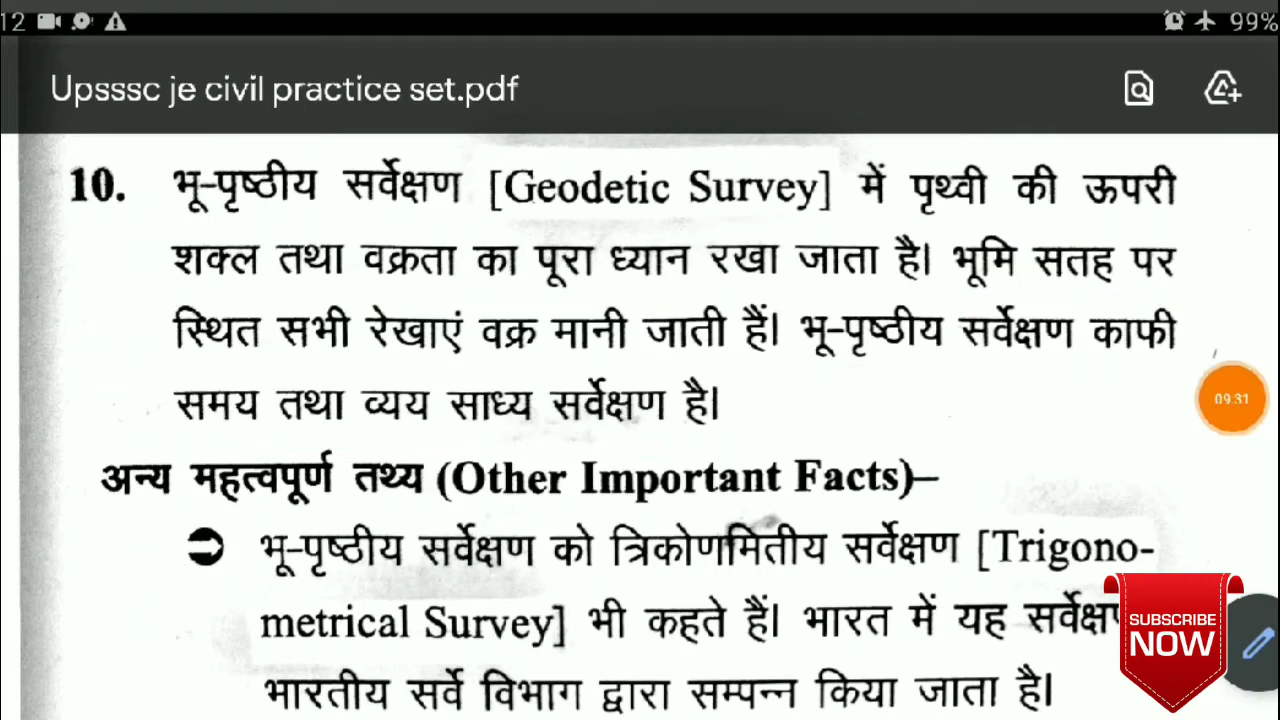 12
99%
Upsssc je civil practice set.pdf
10. भू-पृष्ठीय सर्वेक्षण [Geodetic Survey] में पृथ्वी की ऊपरी
शक्ल तथा वक्रता का पूरा ध्यान रखा जाता है। भूमि सतह पर
स्थित सभी रेखाएं वक्र मानी जाती हैं। भू-पृष्ठीय सर्वेक्षण काफी
समय तथा व्यय साध्य सर्वेक्षण है।
09:31
अन्य महत्वपूर्ण तथ्य (Other Important Facts)–
भू-पृष्ठीय सर्वेक्षण को त्रिकोणमितीय सर्वेक्षण [Trigono-
metrical Survey] भी कहते हैं। भारत में यह
भारतीय सर्वे विभाग द्वारा सम्पन्न किया जाता है।
SUBSCRIBE
NOW